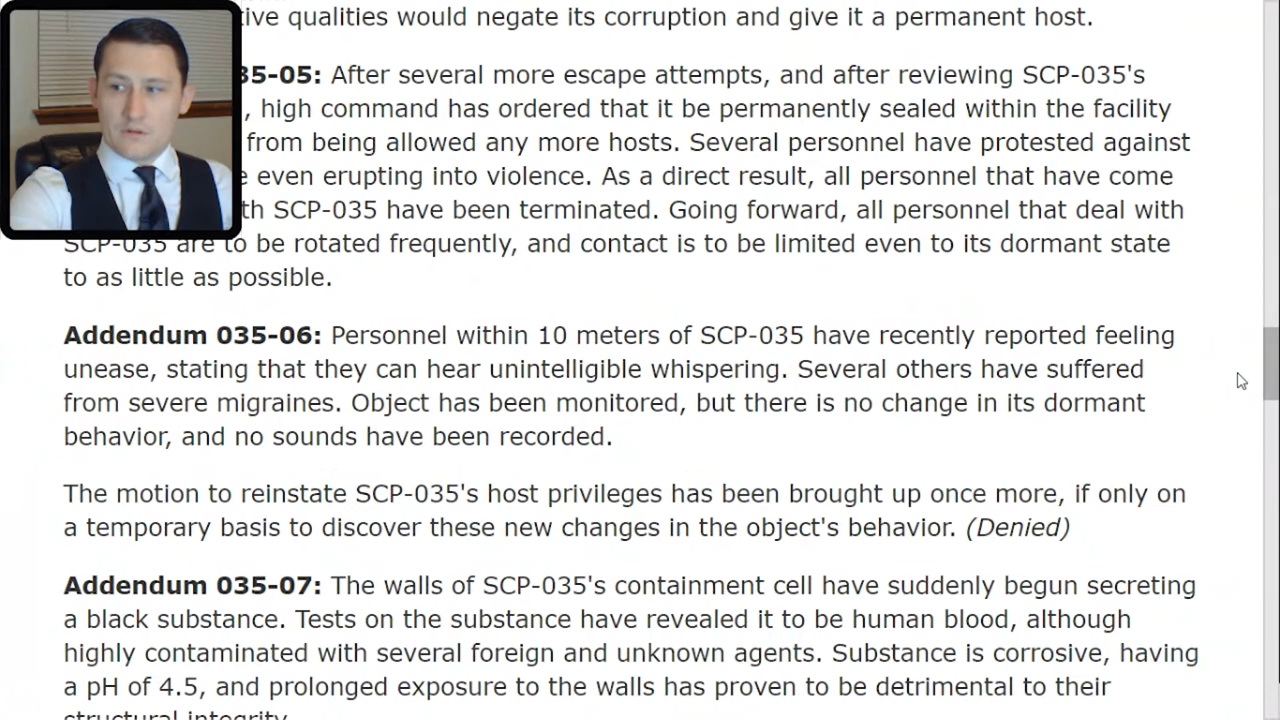 tive qualities would negate its corruption and give it a permanent host.
35-05: After several more escape attempts, and after reviewing SCP-035's
, high command has ordered that it be permanently sealed within the facility
from being allowed any more hosts. Several personnel have protested against
e even erupting into violence. As a direct result, all personnel that have come
th SCP-035 have been terminated. Going forward, all personnel that deal with
SCP-035 are to be rotated frequently, and contact is to be limited even to its dormant state
to as little as possible.
Addendum 035-06: Personnel within 10 meters of SCP-035 have recently reported feeling
unease, stating that they can hear unintelligible whispering. Several others have suffered
from severe migraines. Object has been monitored, but there is no change in its dormant
behavior, and no sounds have been recorded.
The motion to reinstate SCP-035's host privileges has been brought up once more, if only on
a temporary basis to discover these new changes in the object's behavior. (Denied)
Addendum 035-07: The walls of SCP-035's containment cell have suddenly begun secreting
a black substance. Tests on the substance have revealed it to be human blood, although
highly contaminated with several foreign and unknown agents. Substance is corrosive, having
a pH of 4.5, and prolonged exposure to the walls has proven to be detrimental to their
structural integrity.